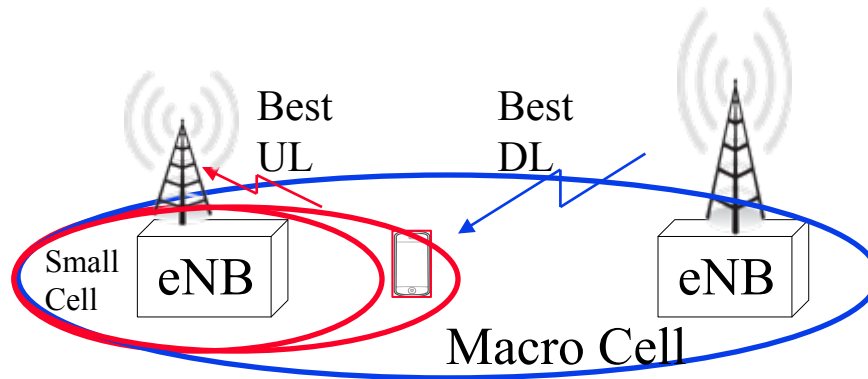 Best
UL
Best
DL
Small
Cell
eNB
eNB
Macro Cell